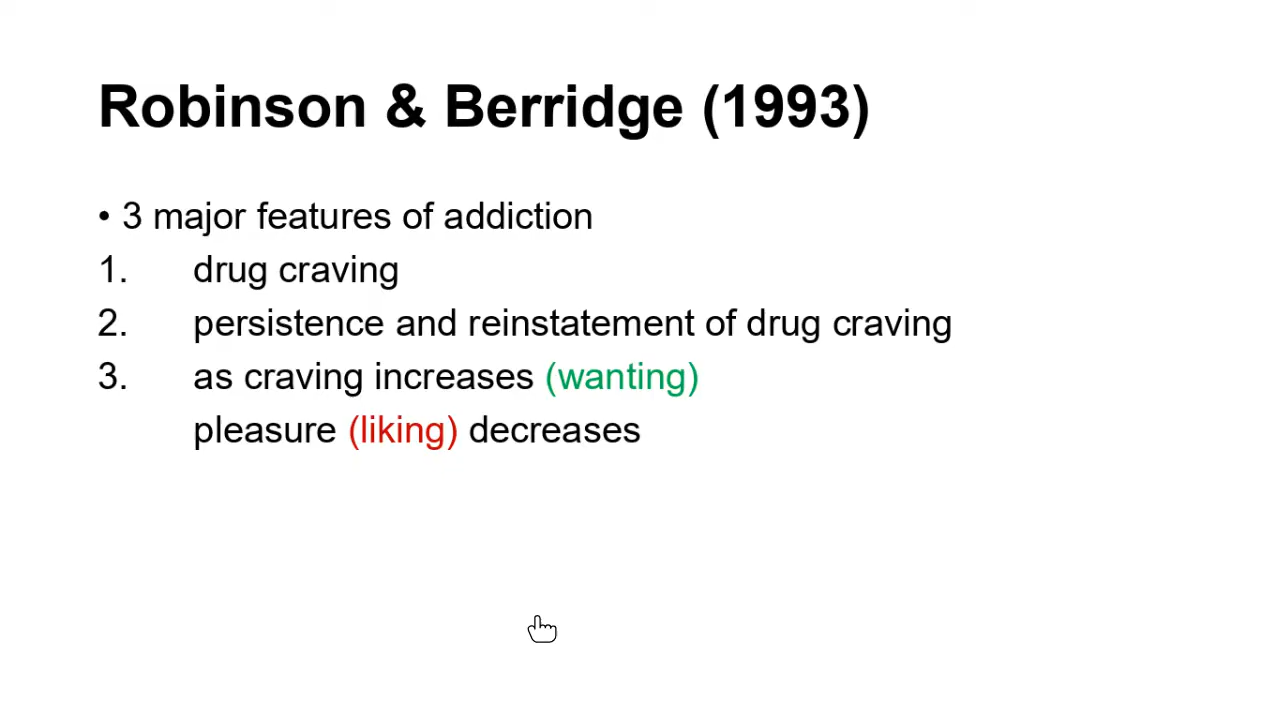 Robinson & Berridge (1993)
• 3 major features of addiction
1. drug craving
2. persistence and reinstatement of drug craving
3. as craving increases (wanting)
pleasure (liking) decreases